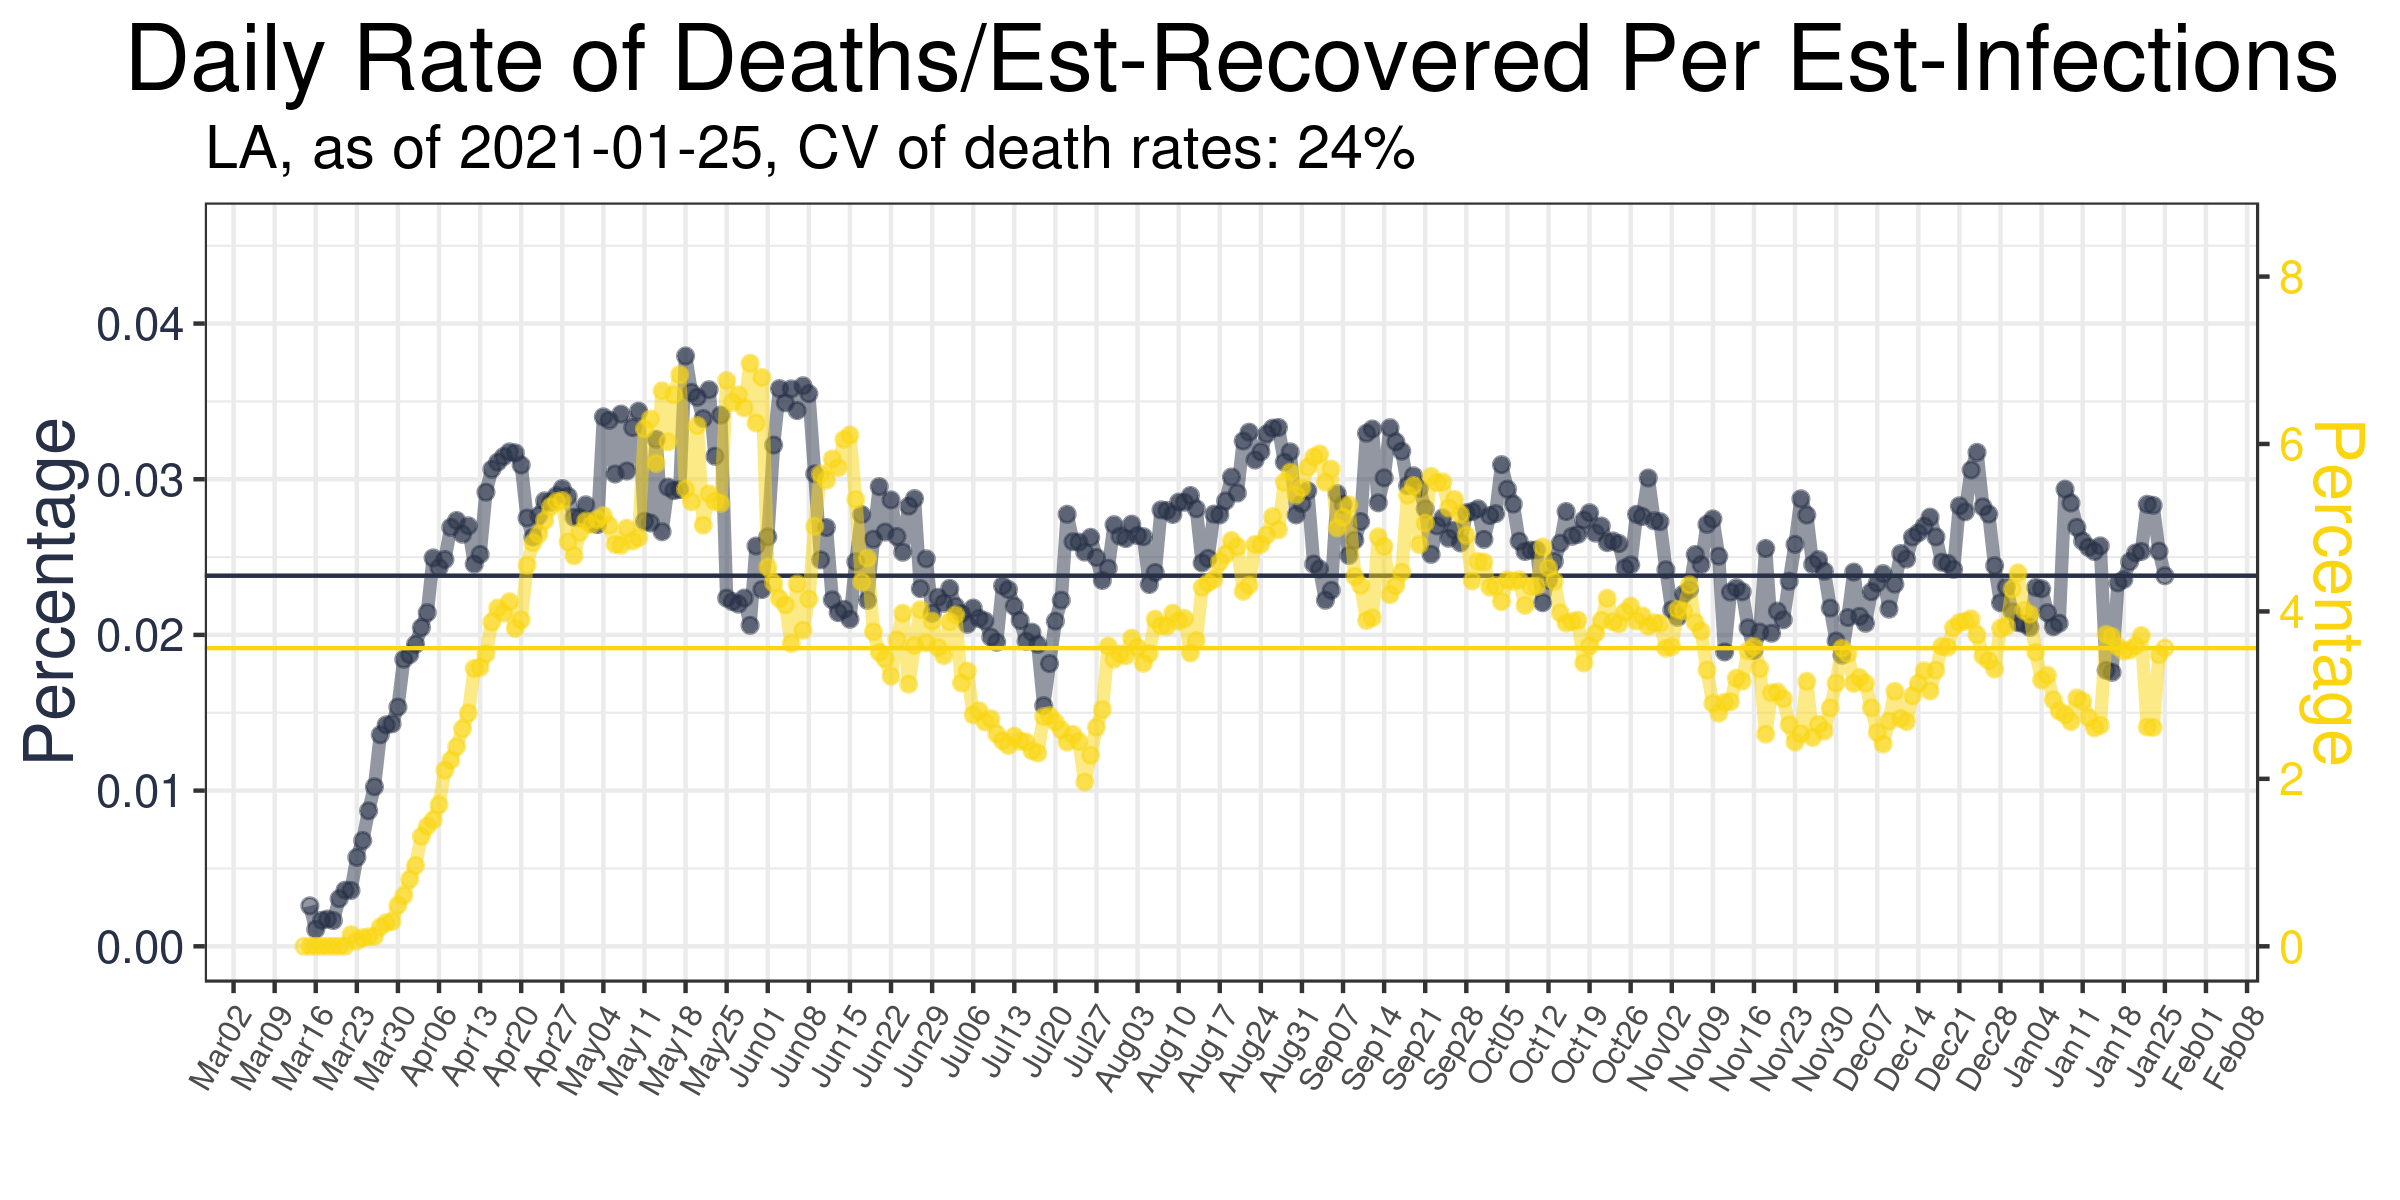 Daily Rate of Deaths/Est-Recovered Per Est-Infections
LA, as of 2021-01-25, CV of death rates: 24%
Percentage
0.04
0.03
0.02
0.01
0.00
8
6
4
2
0
Percentage
Mar02
Mar09
Mar16
Mar23
Mar30
Apr06
Apr13
Apr20
Apr27
May04
May11
May18
May25
Jun01
Jun08
Jun15
Jun22
Jun29
Jul06
Jul13
Jul20
Jul27
Aug03
Aug10
Aug17
Aug24
Aug31
Sep07
Sep14
Sep21
Sep28
Oct05
Oct12
Oct19
Oct26
Nov02
Nov09
Nov16
Nov23
Nov30
Dec07
Dec14
Dec21
Dec28
Jan04
Jan11
Jan18
Jan25
Feb01
Feb08